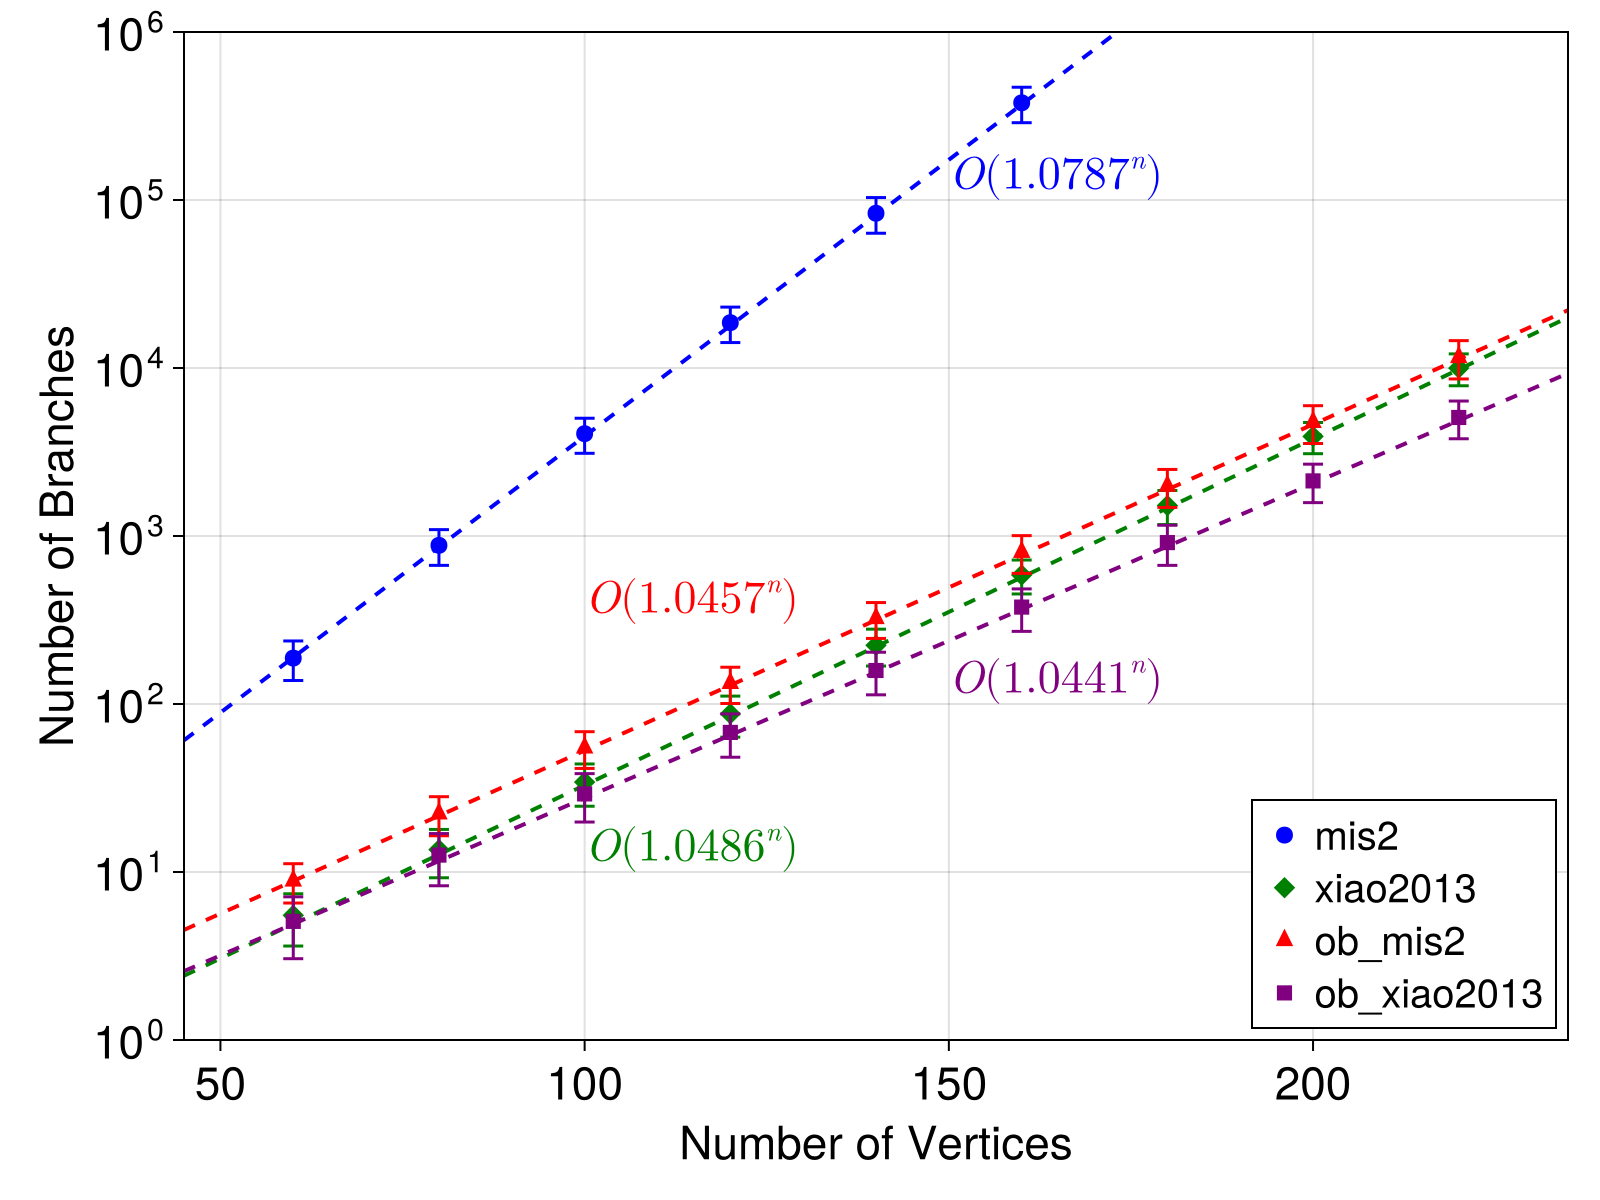 10^6
10^5
10^4
10^3
10^2
10^1
10^0
Number of Branches
O(1.0787^n)
O(1.0457^n)
O(1.0441^n)
O(1.0486^n)
mis2
xiao2013
ob_mis2
ob_xiao2013
50 100 150 200
Number of Vertices